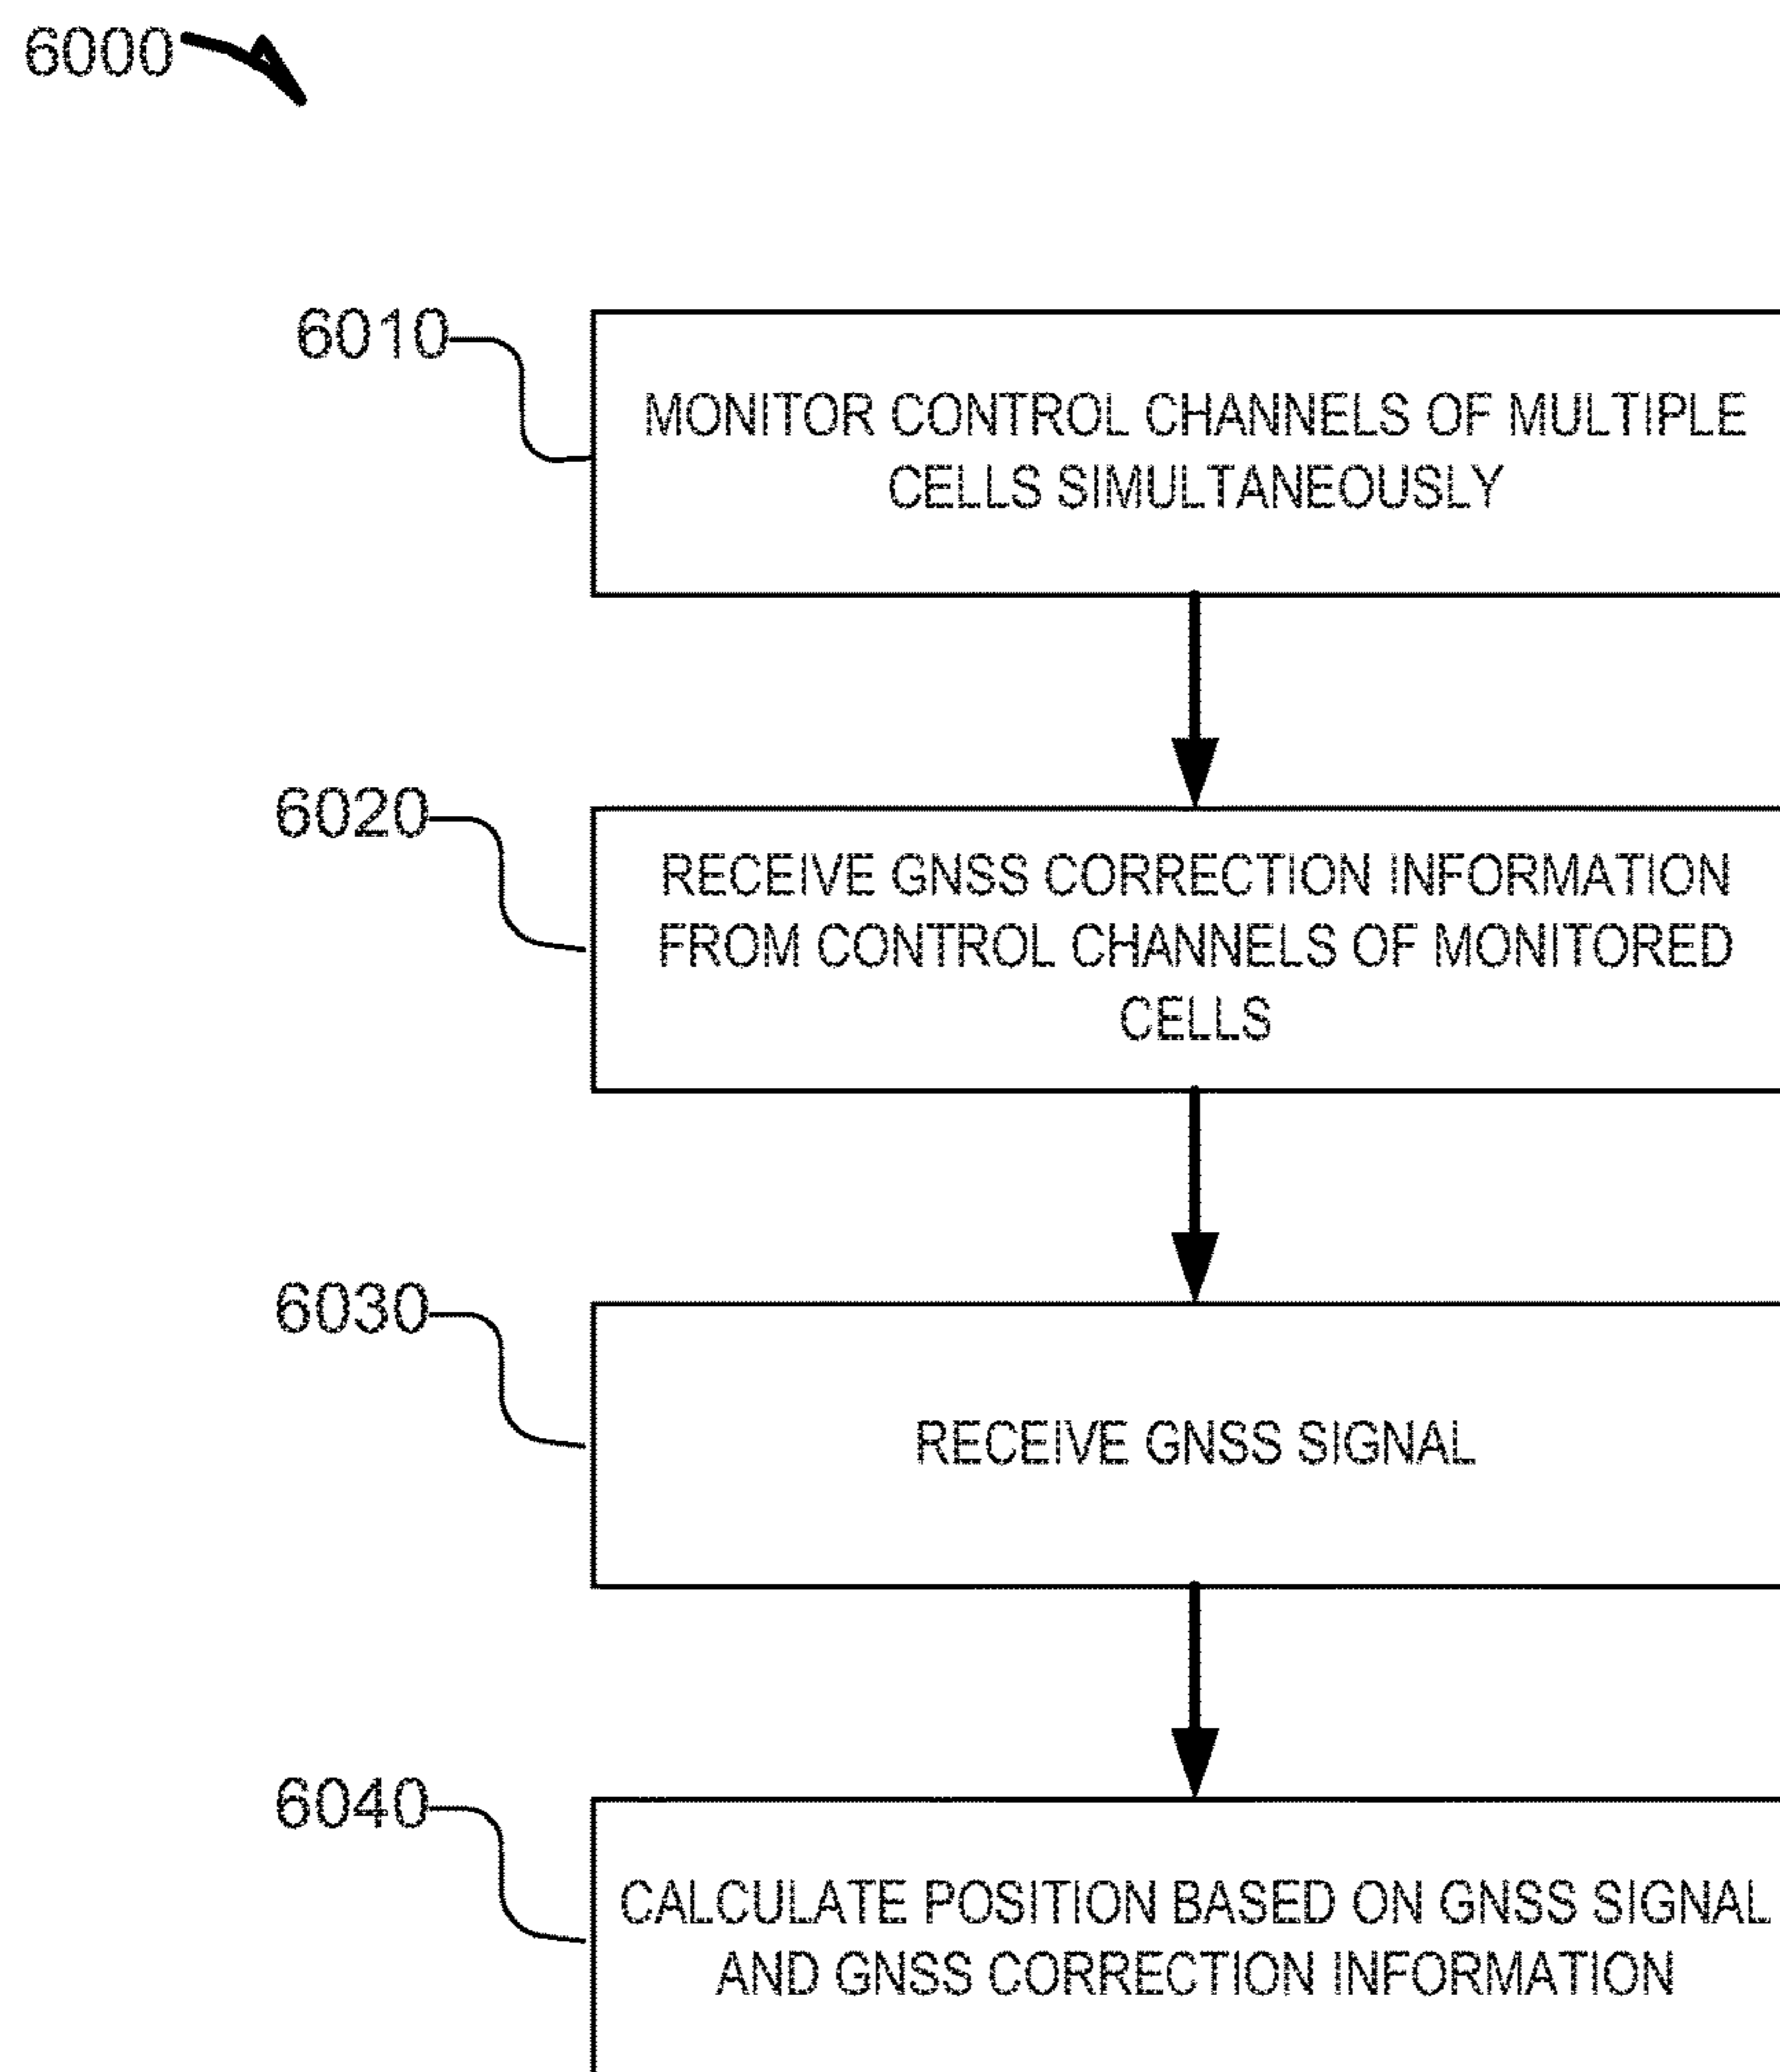 6000
6010
MONITOR CONTROL CHANNELS OF MULTIPLE
CELLS SIMULTANEOUSLY
6020
RECEIVE GNSS CORRECTION INFORMATION
FROM CONTROL CHANNELS OF MONITORED
CELLS
6030
RECEIVE GNSS SIGNAL
6040
CALCULATE POSITION BASED ON GNSS SIGNAL
AND GNSS CORRECTION INFORMATION